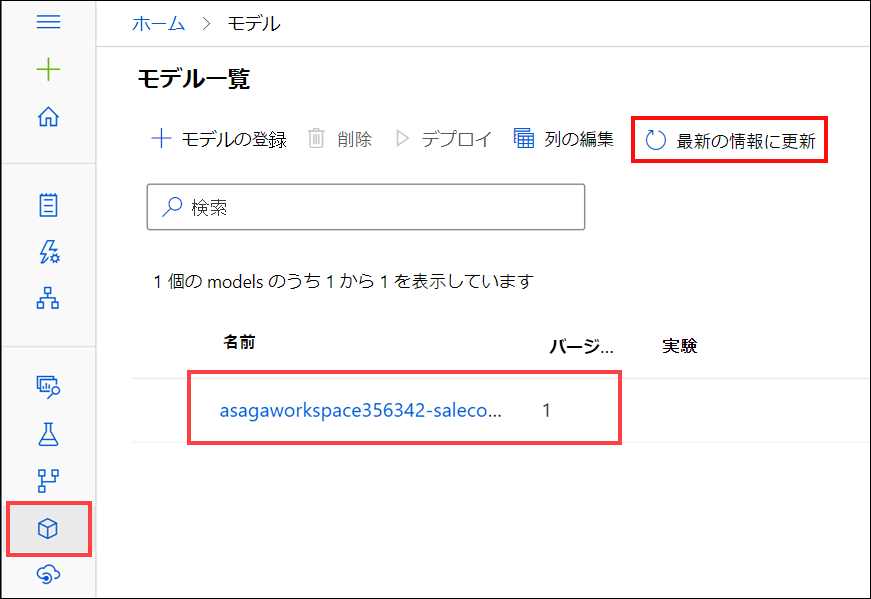 ホーム > モデル
モデル一覧
モデルの登録 削除 デプロイ 列の編集 最新の情報に更新
検索
1 個の models のうち 1 から 1 を表示しています
名前 バージ... 実験
asagaworkspace356342-saleco... 1